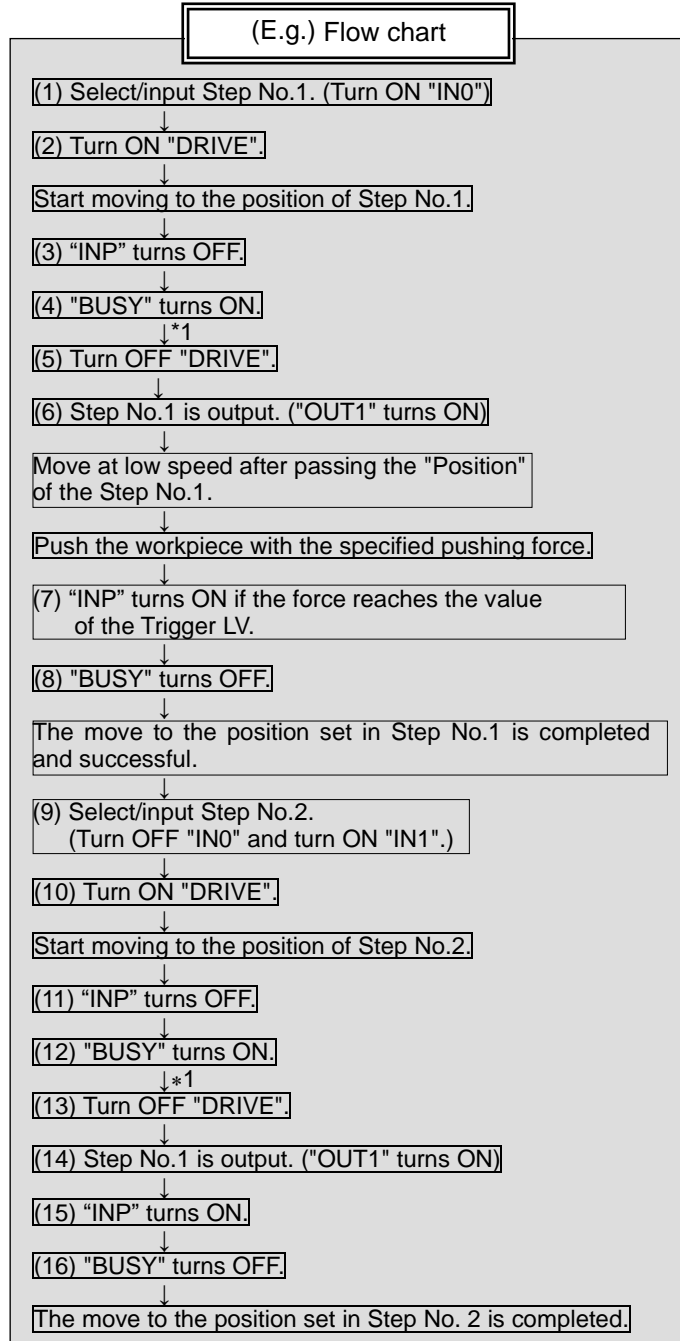 (E.g.) Flow chart
(1) Select/input Step No.1. (Turn ON "IN0")
↓
(2) Turn ON "DRIVE".
↓
Start moving to the position of Step No.1.
↓
(3) “INP” turns OFF.
↓
(4) "BUSY" turns ON.
↓*1
(5) Turn OFF "DRIVE".
↓
(6) Step No.1 is output. ("OUT1" turns ON)
↓
Move at low speed after passing the "Position"
of the Step No.1.
↓
Push the workpiece with the specified pushing force.
↓
(7) “INP” turns ON if the force reaches the value
of the Trigger LV.
↓
(8) "BUSY" turns OFF.
↓
The move to the position set in Step No.1 is completed
and successful.
↓
(9) Select/input Step No.2.
(Turn OFF "IN0" and turn ON "IN1".)
↓
(10) Turn ON "DRIVE".
↓
Start moving to the position of Step No.2.
↓
(11) “INP” turns OFF.
↓
(12) "BUSY" turns ON.
↓*1
(13) Turn OFF "DRIVE".
↓
(14) Step No.1 is output. ("OUT1" turns ON)
↓
(15) “INP” turns ON.
↓
(16) "BUSY" turns OFF.
↓
The move to the position set in Step No. 2 is completed.